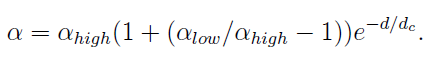 α = α_{high}(1 + (α_{low}/α_{high} − 1))e^{−d/d_c}.